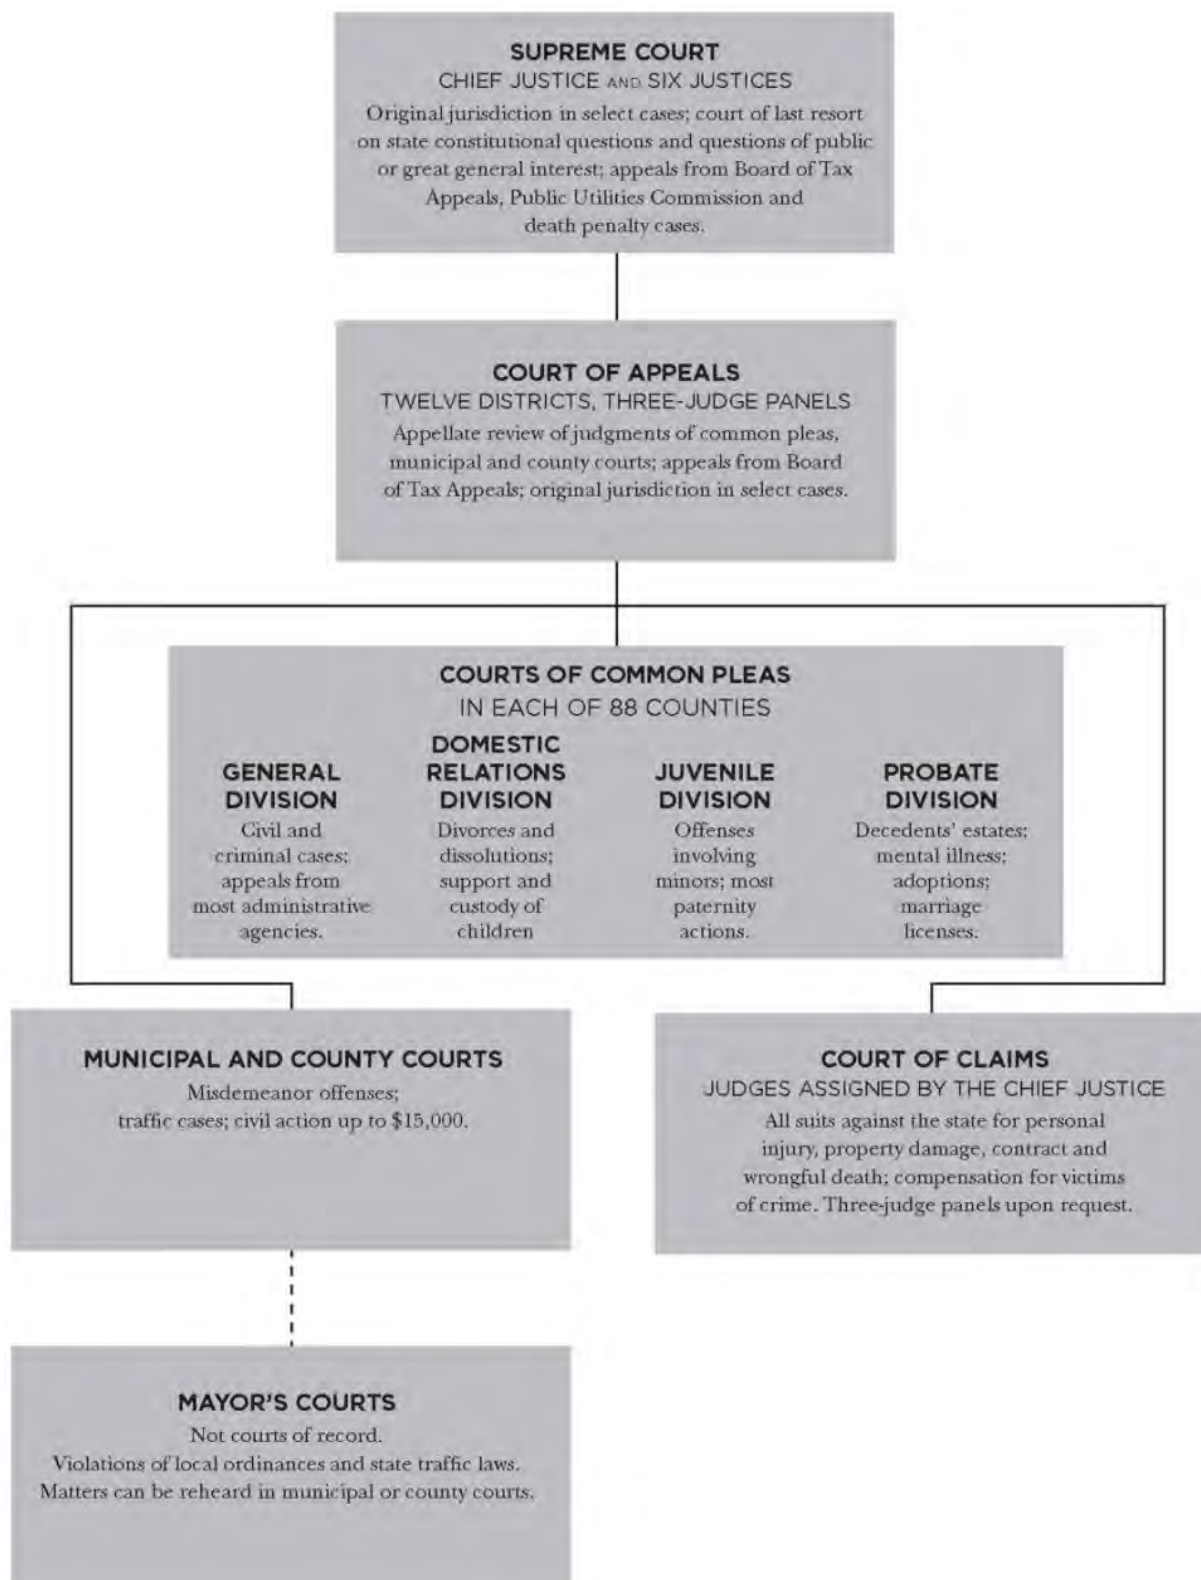 SUPREME COURT
CHIEF JUSTICE AND SIX JUSTICES
Original jurisdiction in select cases; court of last resort
on state constitutional questions and questions of public
or great general interest; appeals from Board of Tax
Appeals, Public Utilities Commission and
death penalty cases.
COURT OF APPEALS
TWELVE DISTRICTS, THREE-JUDGE PANELS
Appellate review of judgments of common pleas,
municipal and county courts; appeals from Board
of Tax Appeals; original jurisdiction in select cases.
COURTS OF COMMON PLEAS
IN EACH OF 88 COUNTIES
GENERAL
DIVISION
Civil and
criminal cases;
appeals from
most administrative
agencies.
DOMESTIC
RELATIONS
DIVISION
Divorces and
dissolutions;
support and
custody of
children
JUVENILE
DIVISION
Offenses
involving
minors; most
paternity
actions.
PROBATE
DIVISION
Decedents' estates;
mental illness;
adoptions;
marriage
licenses.
MUNICIPAL AND COUNTY COURTS
Misdemeanor offenses;
traffic cases; civil action up to $15,000.
COURT OF CLAIMS
JUDGES ASSIGNED BY THE CHIEF JUSTICE
All suits against the state for personal
injury, property damage, contract and
wrongful death; compensation for victims
of crime. Three-judge panels upon request.
MAYOR'S COURTS
Not courts of record.
Violations of local ordinances and state traffic laws.
Matters can be reheard in municipal or county courts.